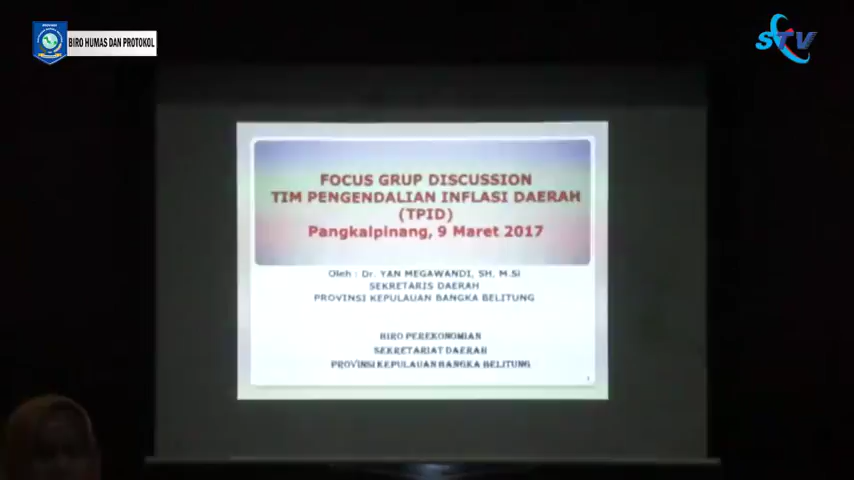 BIRO HUMAS DAN PROTOKOL
STV
FOCUS GRUP DISCUSSION
TIM PENGENDALIAN INFLASI DAERAH
(TPID)
Pangkalpinang, 9 Maret 2017
Oleh : Dr. YAN MEGAWANDI, SH, M.Si
SEKRETARIS DAERAH
PROVINSI KEPULAUAN BANGKA BELITUNG
BIRO PEREKONOMIAN
SEKRETARIAT DAERAH
PROVINSI KEPULAUAN BANGKA BELITUNG